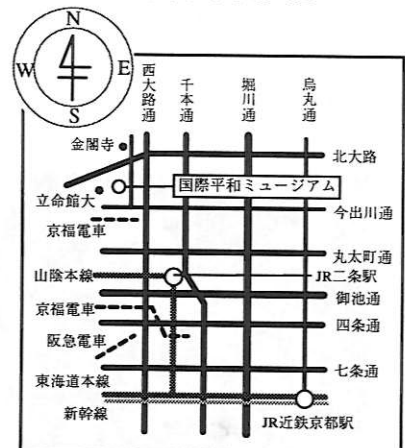 N
W
E
S
西大路通
千本通
堀川通
烏丸通
金閣寺
北大路
国際平和ミュージアム
立命館大
今出川通
京福電車
丸太町通
山陰本線
JR二条駅
御池通
京福電車
四条通
阪急電車
七条通
東海道本線
新幹線
JR近鉄京都駅